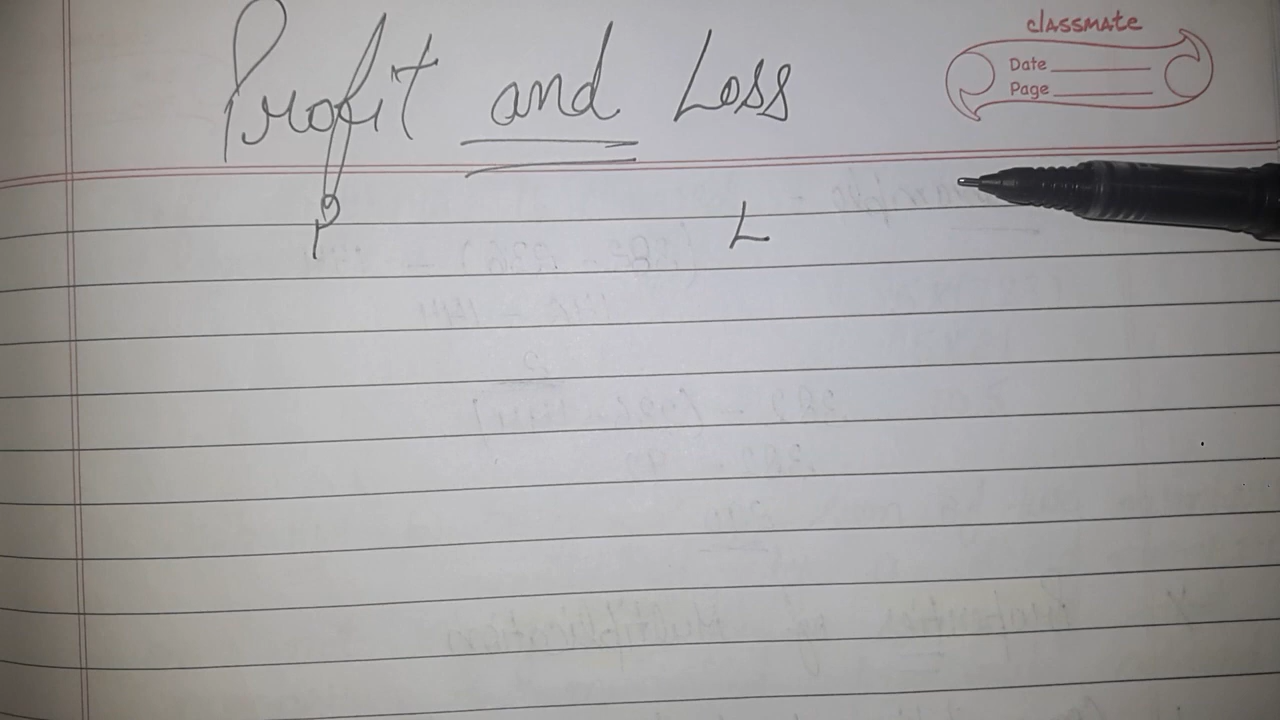 classmate
Date
Page
Profit and Loss
P L